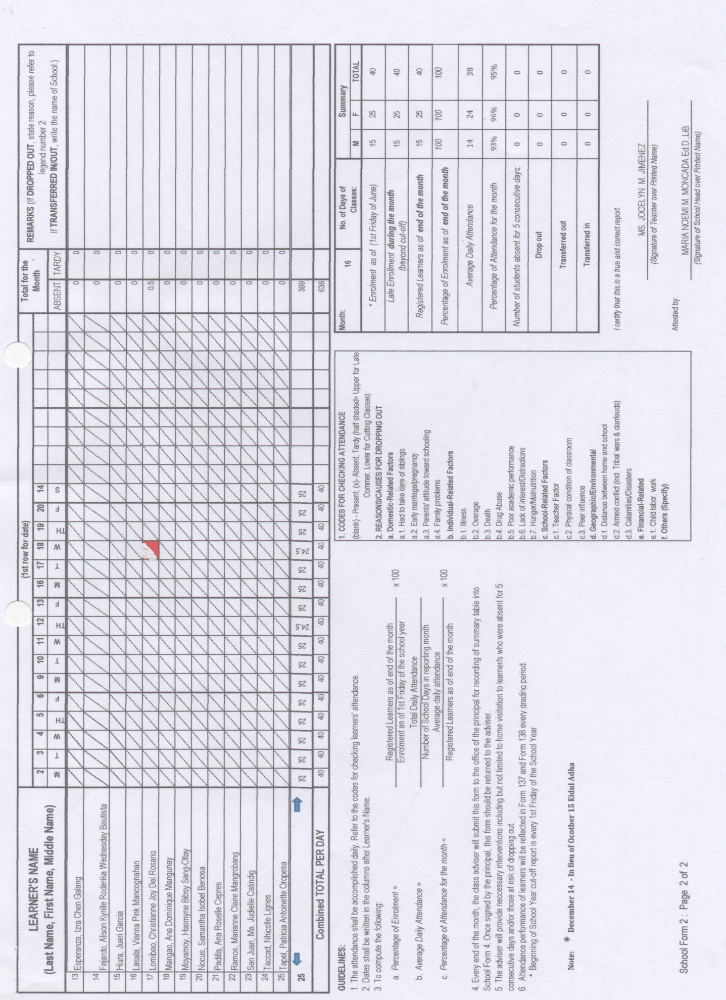 LEARNER'S NAME
(Last Name, First Name, Middle Name)
(1st row for date)
Total for the Month
REMARKS (If DROPPED OUT, state reason, please refer to legend number 2.
If TRANSFERRED IN/OUT, write the name of School.)
2 3 4 5 6 9 10 11 12 13 16 17 18 19 20 14
M T W TH F M T W TH F M T W TH F S
ABSENT TARDY
13 Esperanza, Izra Chen Galang 0 0
14 Fajardo, Alison Kyrille Roderika Wednesday Bautista 0 0
15 Hiura, Jueri Garcia 0 0
16 Lasala, Vianna Pink Mancognahan 0 0
17 Lomibao, Christianne Joy Del Rosario 0.5 0
18 Mangao, Ana Dominique Mangunay 0 0
19 Moyamoy, Hasmyne Bibsy Sang-Ollay 0 0
20 Nocus, Samantha Isobel Benosa 0 0
21 Padilla, Ana Roselle Cepres 0 0
22 Ramos, Marianne Claire Mangrobang 0 0
23 San Juan, Ma. Judielle Catindig 0 0
24 Taccad, Nhicolle Lignes 0 0
25 Tapel, Patricia Antoinette Oropesa 0 0
25 25 25 25 25 25 25 25 25 24.5 25 25 25 24.5 25 25 25 399
Combined TOTAL PER DAY 40 40 40 40 40 40 40 40 40 40 40 40 40 40 40 40 638
GUIDELINES:
1. The attendance shall be accomplished daily. Refer to the codes for checking learners' attendance.
2. Dates shall be written in the columns after Learner's Name.
3. To compute the following:
a. Percentage of Enrolment =
Registered Learners as of end of the month
x 100
Enrolment as of 1st Friday of the school year
b. Average Daily Attendance =
Total Daily Attendance
Number of School Days in reporting month
c. Percentage of Attendance for the month =
Average daily attendance
x 100
Registered Learners as of end of the month
4. Every end of the month, the class adviser will submit this form to the office of the principal for recording of summary table into
School Form 4. Once signed by the principal, this form should be returned to the adviser.
5. The adviser will provide neccessary interventions including but not limited to home visitation to learner/s who were absent for 5
consecutive days and/or those at risk of dropping out.
6 Attendance performance of learners will be reflected in Form 137 and Form 138 every grading period.
* Beginning of School Year cut-off report is every 1st Friday of the School Year
Note: * December 14 - In lieu of Ocotber 15 Eidul Adha
School Form 2 : Page 2 of 2
1. CODES FOR CHECKING ATTENDANCE
(blank) - Present; (x)- Absent; Tardy (half shaded= Upper for Late
Commer, Lower for Cutting Classes)
2. REASONS/CAUSES FOR DROPPING OUT
a. Domestic-Related Factors
a.1. Had to take care of siblings
a.2. Early marriage/pregnancy
a.3. Parents' attitude toward schooling
a.4. Family problems
b. Individual-Related Factors
b.1. Illness
b.2. Overage
b.3. Death
b.4. Drug Abuse
b.5. Poor academic performance
b.6. Lack of interest/Distractions
b.7. Hunger/Malnutrition
c. School-Related Factors
c.1. Teacher Factor
c.2. Physical condition of classroom
c.3. Peer influence
d. Geographic/Environmental
d.1. Distance between home and school
d.2. Armed conflict (incl. Tribal wars & clanfeuds)
d.3. Calamities/Disasters
e. Financial-Related
e.1. Child labor, work
f. Others (Specify)
Month: 16 No. of Days of Classes: Summary
M F TOTAL
* Enrolment as of (1st Friday of June) 15 25 40
Late Enrollment during the month (beyond cut-off) 15 25 40
Registered Learners as of end of the month 15 25 40
Percentage of Enrolment as of end of the month 100 100 100
Average Daily Attendance 14 24 38
Percentage of Attendance for the month 93% 96% 95%
Number of students absent for 5 consecutive days: 0 0 0
Drop out 0 0 0
Transferred out 0 0 0
Transferred in 0 0 0
I certify that this is a true and correct report.
MS. JOCELYN M. JIMENEZ
(Signature of Teacher over Printed Name)
Attested by:
MARIA NOEMI M. MONCADA Ed.D.,LiB.
(Signature of School Head over Printed Name)